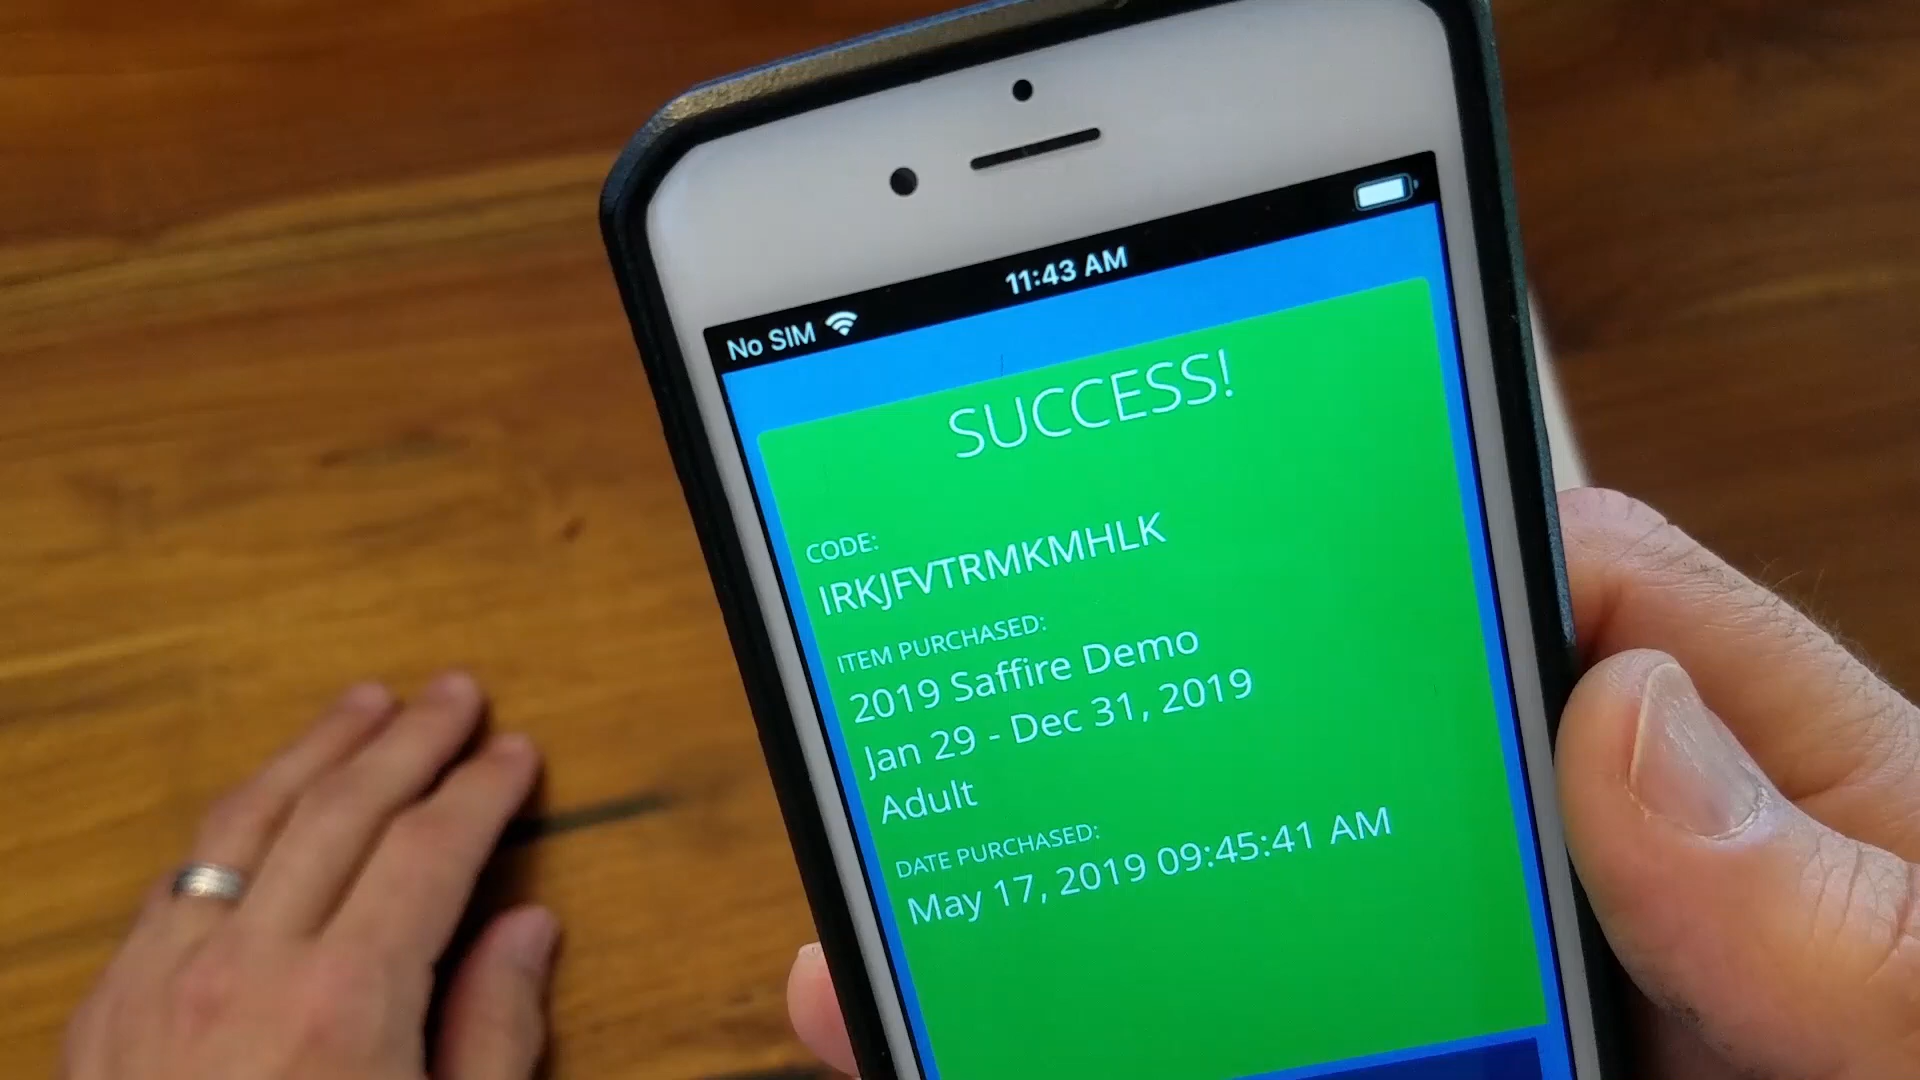 No SIM
11:43 AM
SUCCESS!
CODE:
IRKJFVTRMKMHLK
ITEM PURCHASED:
2019 Saffire Demo
Jan 29 - Dec 31, 2019
Adult
DATE PURCHASED:
May 17, 2019 09:45:41 AM